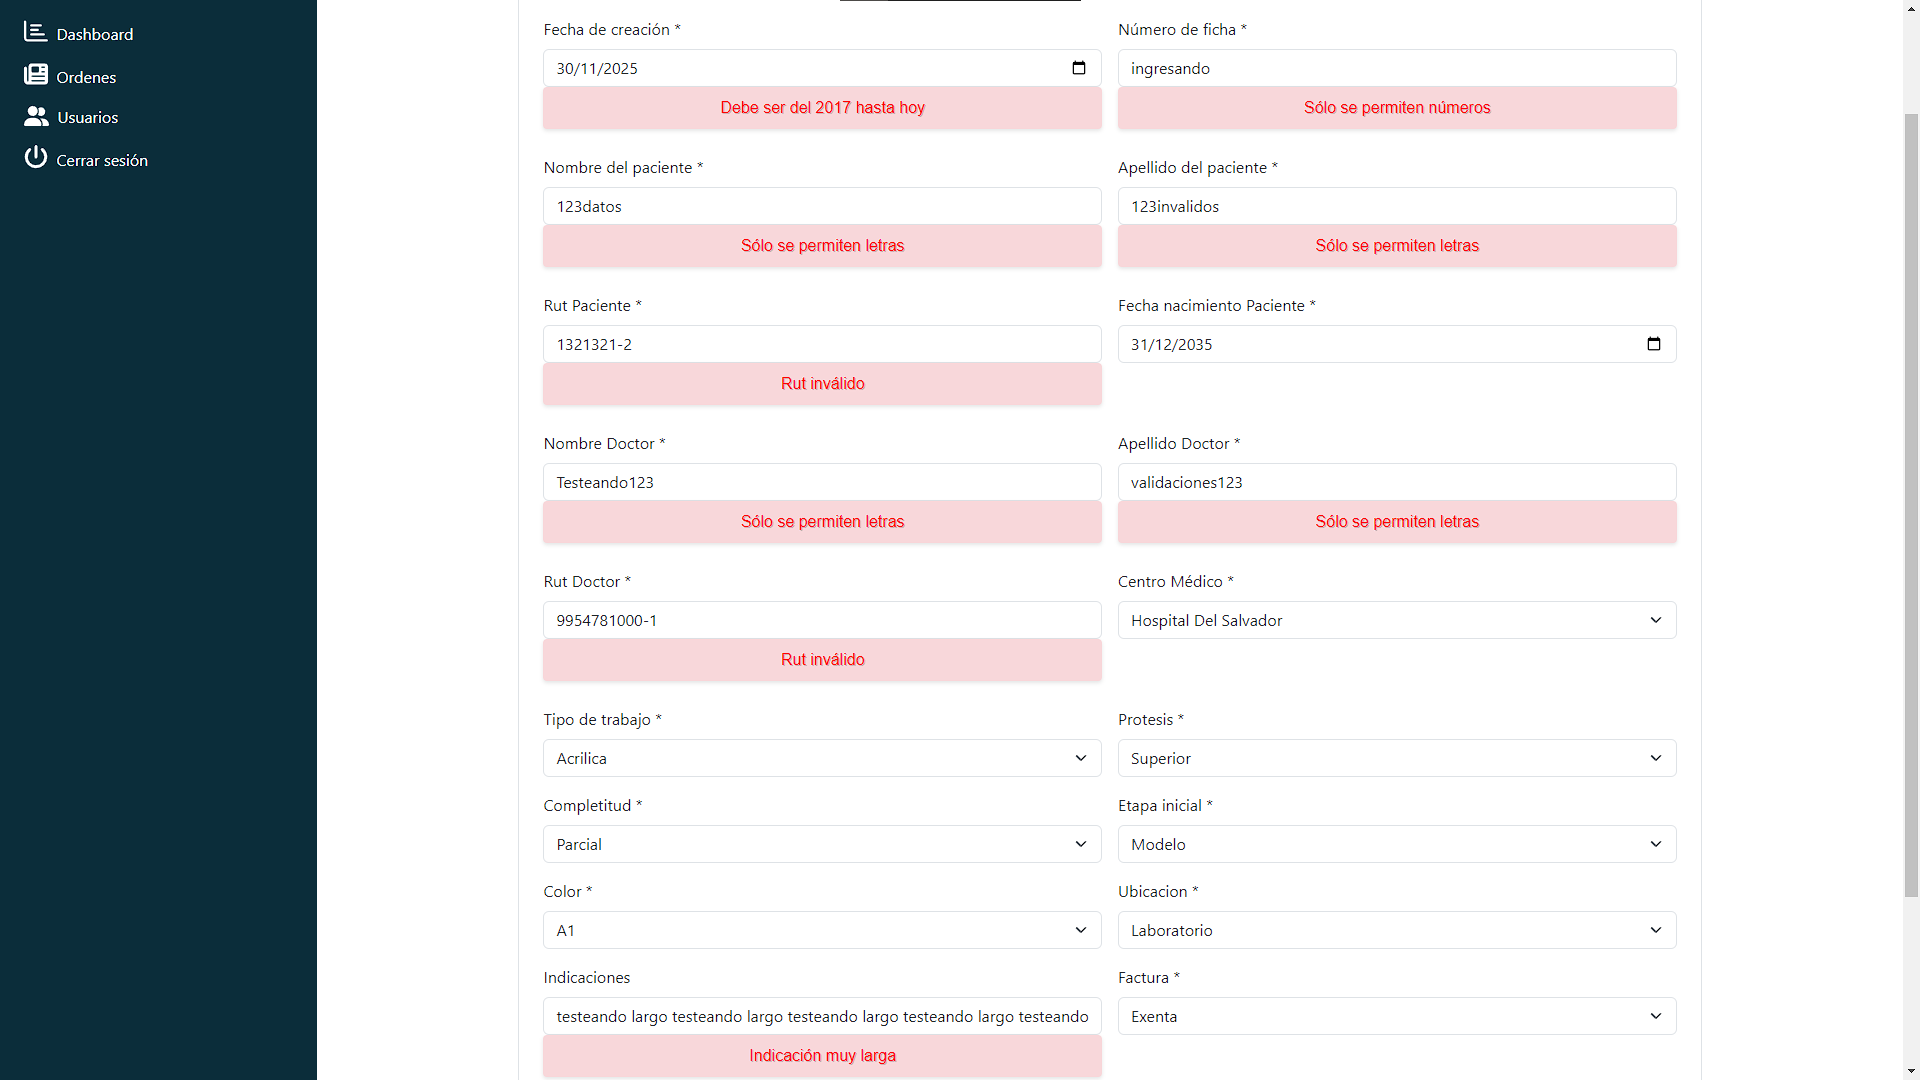 Dashboard
Ordenes
Usuarios
Cerrar sesión
Fecha de creación *
30/11/2025
Debe ser del 2017 hasta hoy
Número de ficha *
ingresando
Sólo se permiten números
Nombre del paciente *
123datos
Sólo se permiten letras
Apellido del paciente *
123invalidos
Sólo se permiten letras
Rut Paciente *
1321321-2
Rut inválido
Fecha nacimiento Paciente *
31/12/2035
Nombre Doctor *
Testeando123
Sólo se permiten letras
Apellido Doctor *
validaciones123
Sólo se permiten letras
Rut Doctor *
9954781000-1
Rut inválido
Centro Médico *
Hospital Del Salvador
Tipo de trabajo *
Acrilica
Protesis *
Superior
Completitud *
Parcial
Etapa inicial *
Modelo
Color *
A1
Ubicacion *
Laboratorio
Indicaciones
testeando largo testeando largo testeando largo testeando largo testeando
Indicación muy larga
Factura *
Exenta